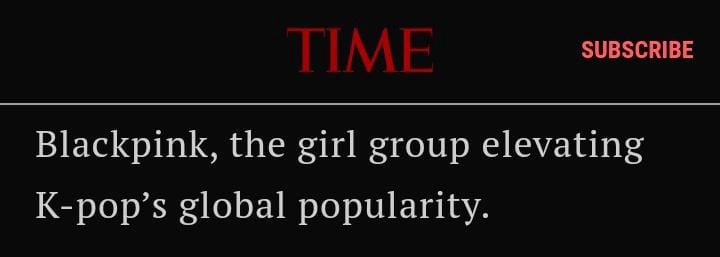 TIME
SUBSCRIBE
Blackpink, the girl group elevating
K-pop’s global popularity.